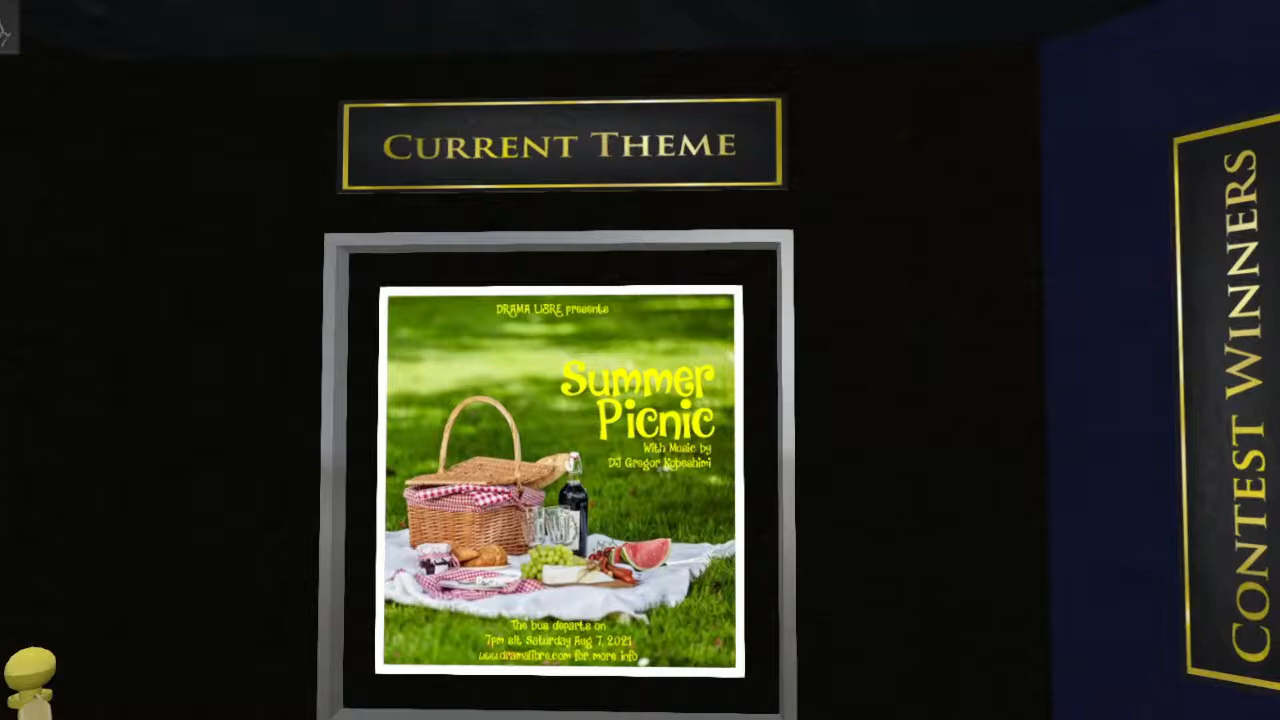 CURRENT THEME
DRAMA LIBRE presents
Summer
Picnic
With Music by
DJ Gregor Kobeshimi
The bus departs on
7pm slt Saturday Aug 7, 2021
www.dramalibre.com for more info
CONTEST WINNERS